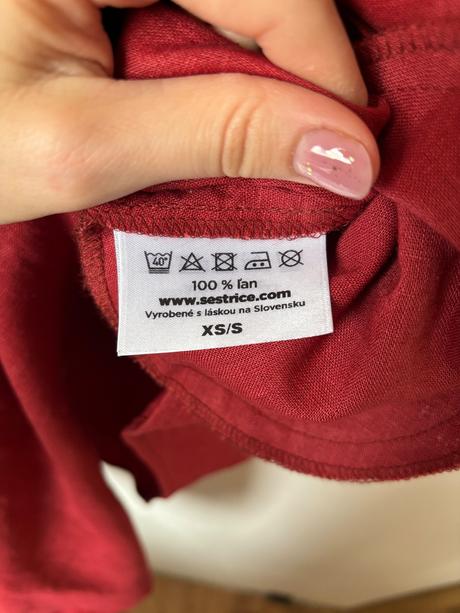 40°
100 % ľan
www.sestrice.com
Vyrobené s láskou na Slovensku
XS/S